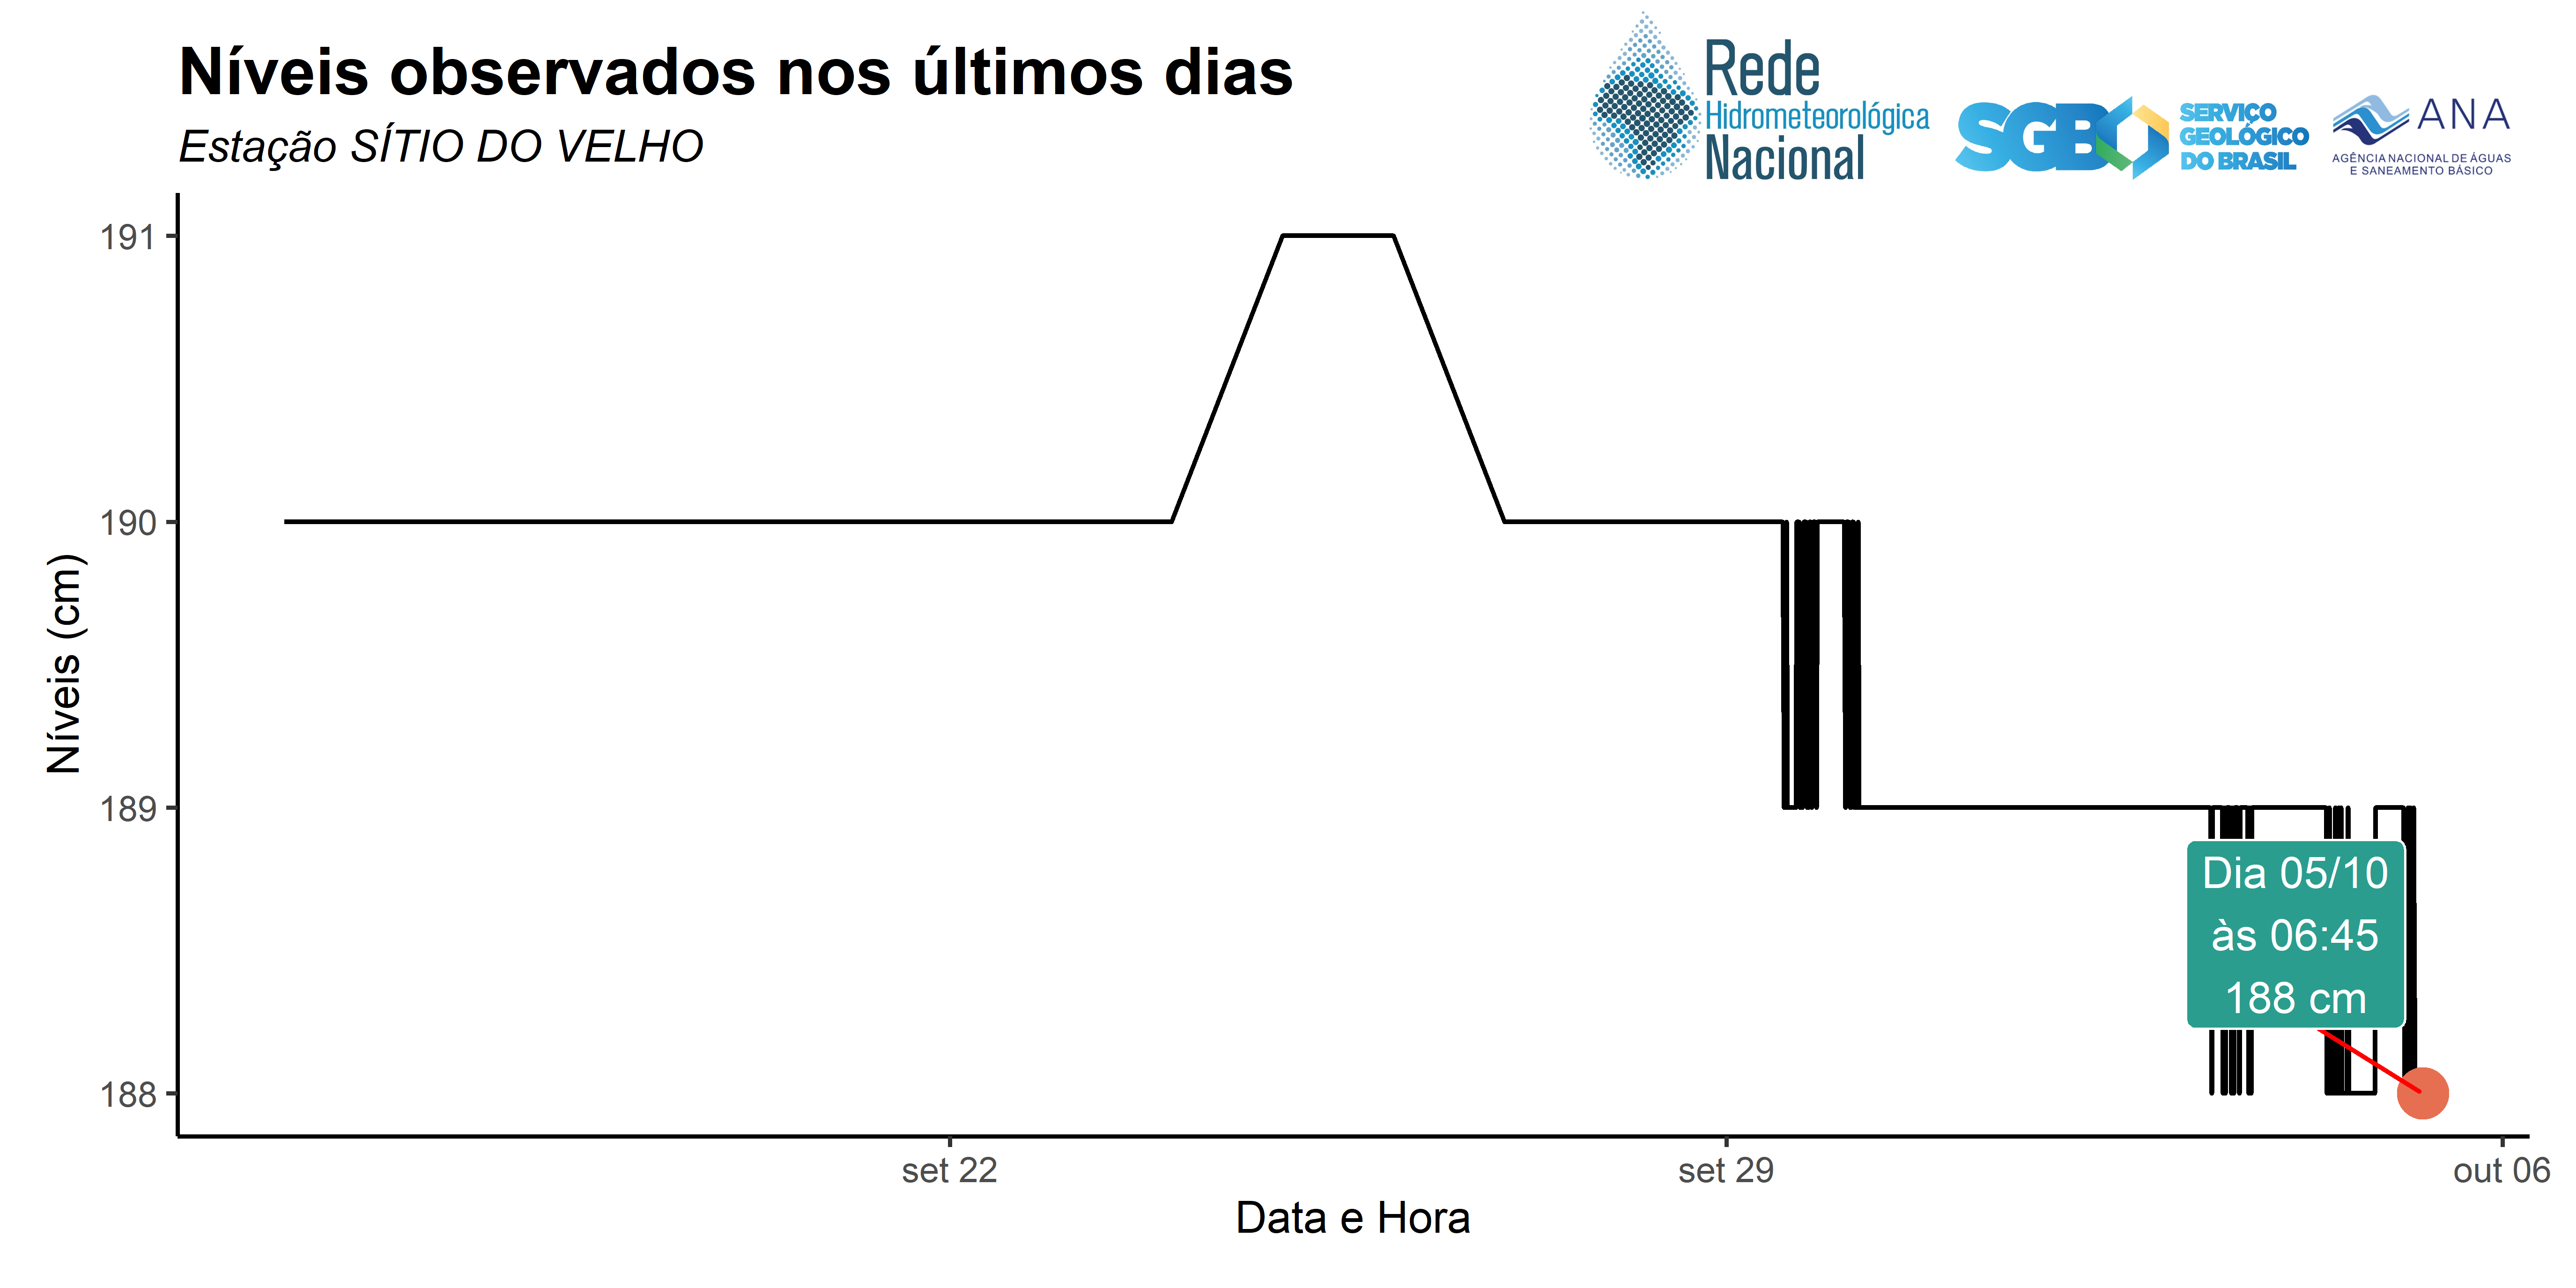 Níveis observados nos últimos dias
Estação SÍTIO DO VELHO
Rede
Hidrometeorológica
Nacional
SGB
SERVIÇO
GEOLÓGICO
DO BRASIL
ANA
AGÊNCIA NACIONAL DE ÁGUAS
E SANEAMENTO BÁSICO
Níveis (cm)
191
190
189
188
Dia 05/10
às 06:45
188 cm
set 22
set 29
out 06
Data e Hora